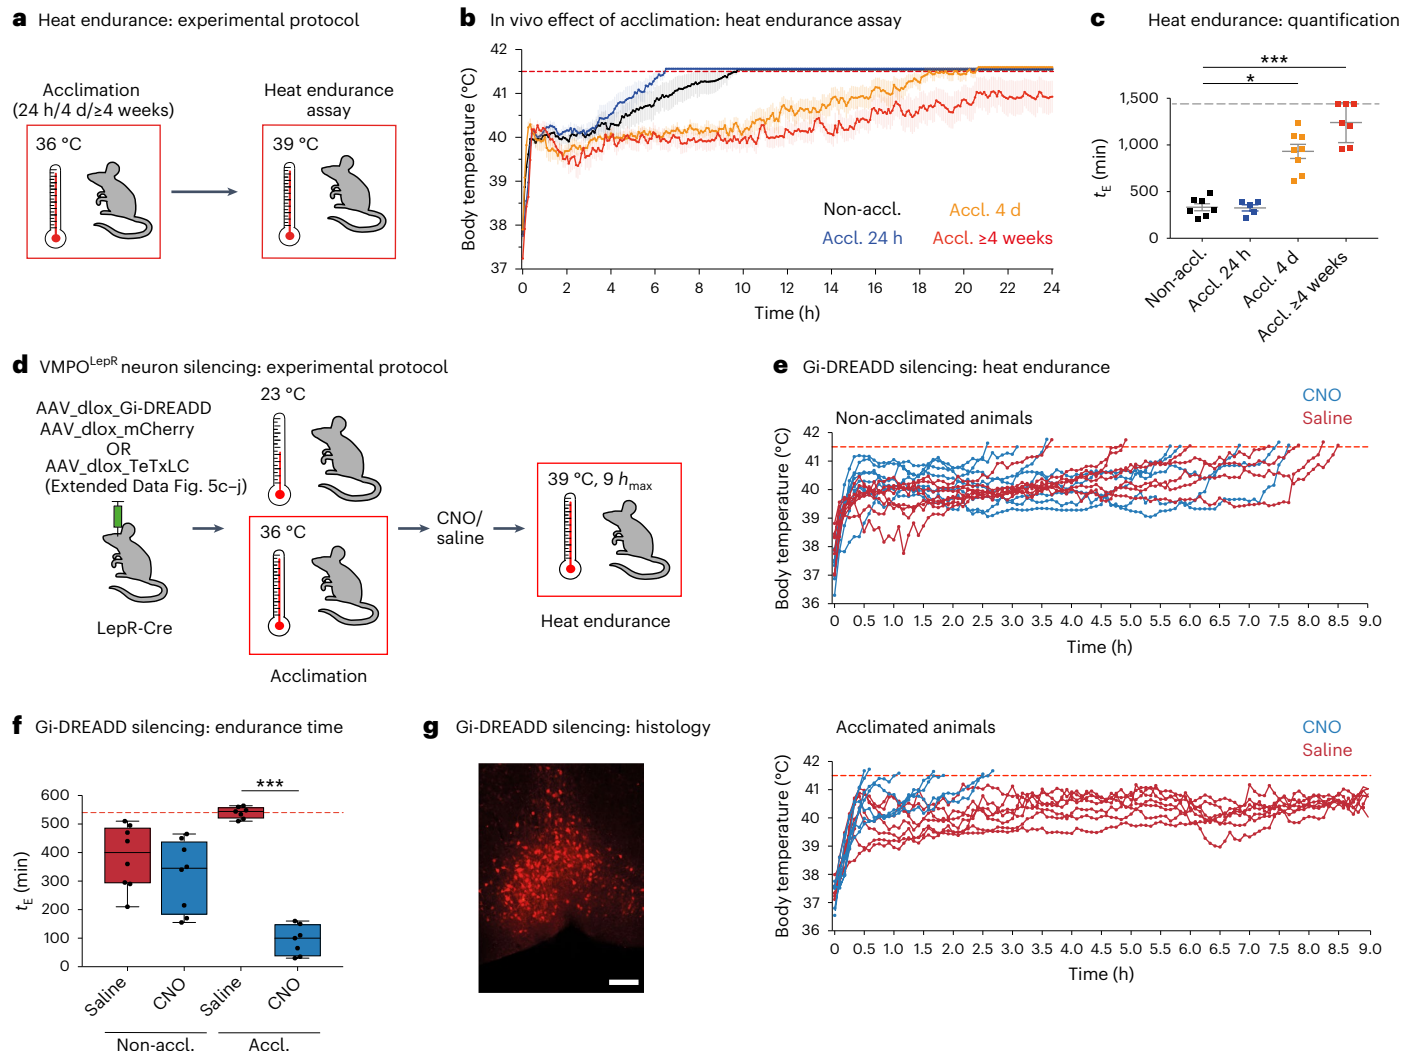 a Heat endurance: experimental protocol
Acclimation
(24 h/4 d/≥4 weeks)
36 °C
Heat endurance
assay
39 °C
b In vivo effect of acclimation: heat endurance assay
Body temperature (°C)
42
41
40
39
38
37
0 2 4 6 8 10 12 14 16 18 20 22 24
Time (h)
Non-accl.
Accl. 4 d
Accl. 24 h
Accl. ≥4 weeks
c Heat endurance: quantification
***
*
tE (min)
1,500
1,000
500
0
Non-accl.
Accl. 24 h
Accl. 4 d
Accl. ≥4 weeks
d VMPOLepR neuron silencing: experimental protocol
AAV_dlox_Gi-DREADD
AAV_dlox_mCherry
OR
AAV_dlox_TeTxLC
(Extended Data Fig. 5c–j)
LepR-Cre
23 °C
36 °C
Acclimation
CNO/
saline
39 °C, 9 hmax
Heat endurance
e Gi-DREADD silencing: heat endurance
CNO
Saline
Non-acclimated animals
Body temperature (°C)
42
41
40
39
38
37
36
0 0.5 1.0 1.5 2.0 2.5 3.0 3.5 4.0 4.5 5.0 5.5 6.0 6.5 7.0 7.5 8.0 8.5 9.0
Time (h)
Acclimated animals
CNO
Saline
Body temperature (°C)
42
41
40
39
38
37
36
0 0.5 1.0 1.5 2.0 2.5 3.0 3.5 4.0 4.5 5.0 5.5 6.0 6.5 7.0 7.5 8.0 8.5 9.0
Time (h)
f Gi-DREADD silencing: endurance time
***
tE (min)
600
500
400
300
200
100
0
Saline
CNO
Saline
CNO
Non-accl.
Accl.
g Gi-DREADD silencing: histology